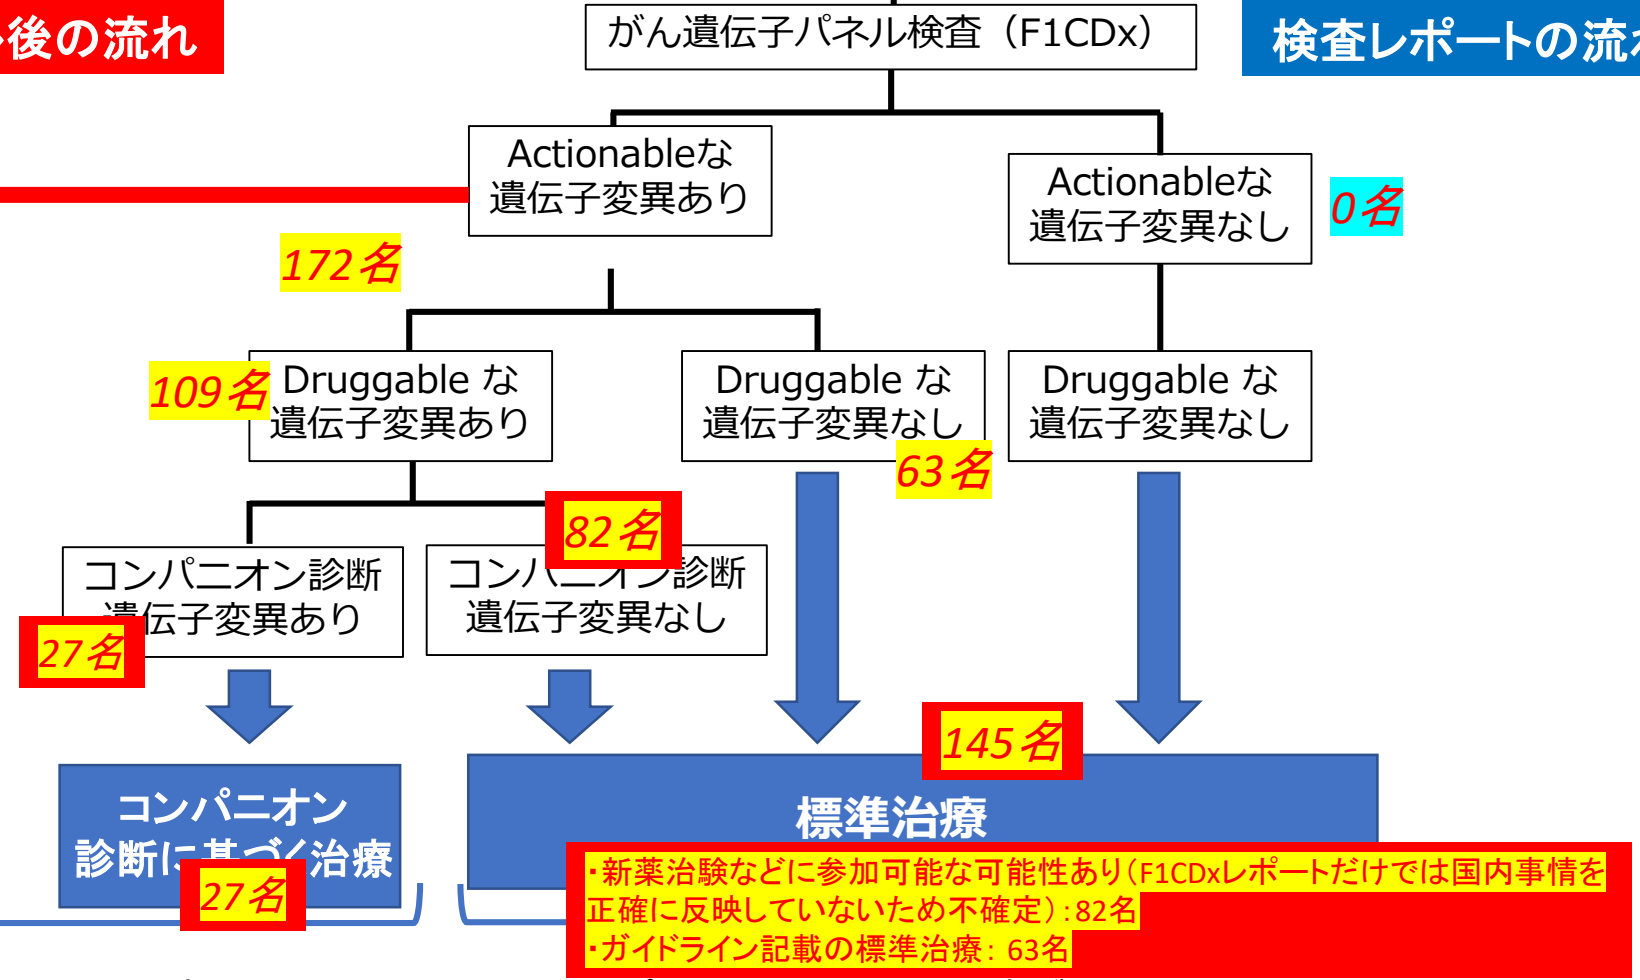 後の流れ
がん遺伝子パネル検査（F1CDx）
検査レポートの流れ
Actionableな
遺伝子変異あり
Actionableな
遺伝子変異なし
0名
172名
109名
Druggable な
遺伝子変異あり
Druggable な
遺伝子変異なし
63名
Druggable な
遺伝子変異なし
82名
コンパニオン診断
遺伝子変異あり
27名
コンパニオン診断
遺伝子変異なし
145名
コンパニオン
診断に基づく治療
27名
標準治療
・新薬治験などに参加可能な可能性あり（F1CDxレポートだけでは国内事情を
正確に反映していないため不確定）：82名
・ガイドライン記載の標準治療： 63名